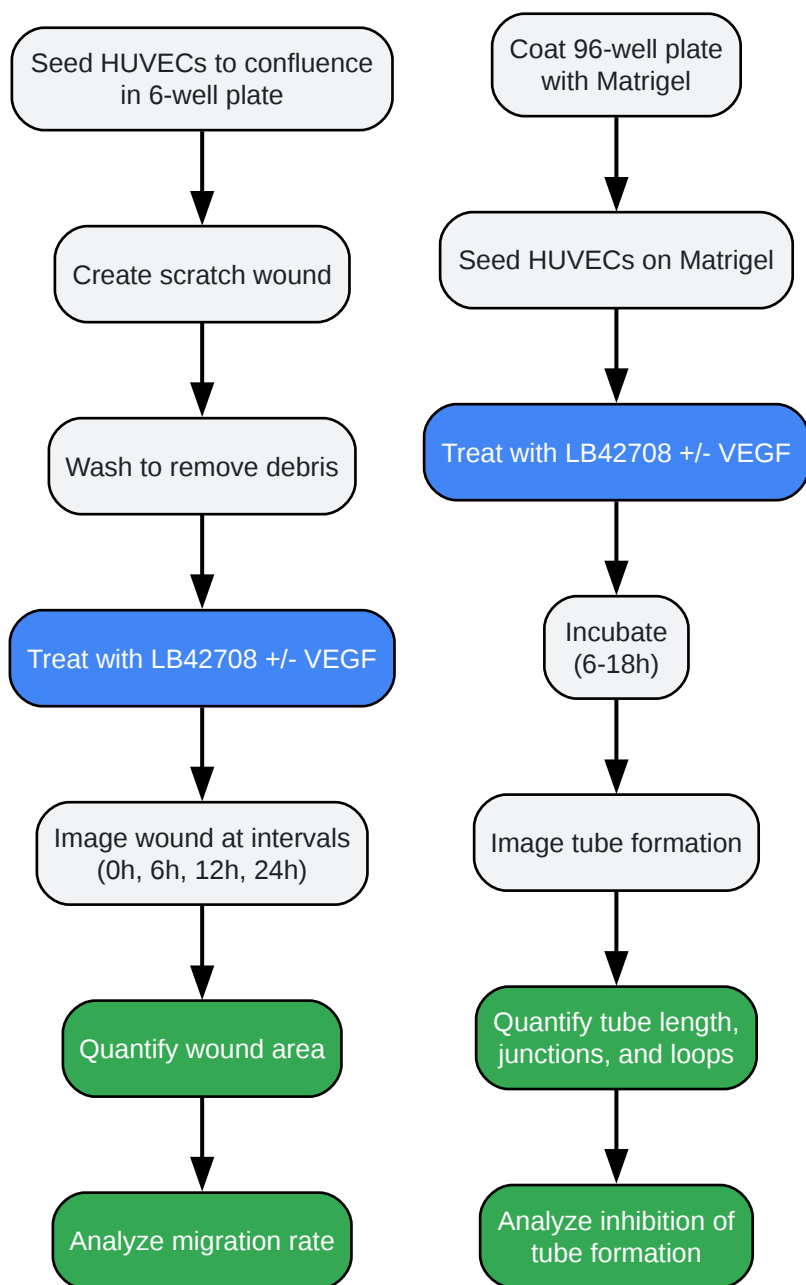 Seed HUVECs to confluence
in 6-well plate
Create scratch wound
Wash to remove debris
Treat with LB42708 +/- VEGF
Image wound at intervals
(0h, 6h, 12h, 24h)
Quantify wound area
Analyze migration rate
Coat 96-well plate
with Matrigel
Seed HUVECs on Matrigel
Treat with LB42708 +/- VEGF
Incubate
(6-18h)
Image tube formation
Quantify tube length,
junctions, and loops
Analyze inhibition of
tube formation